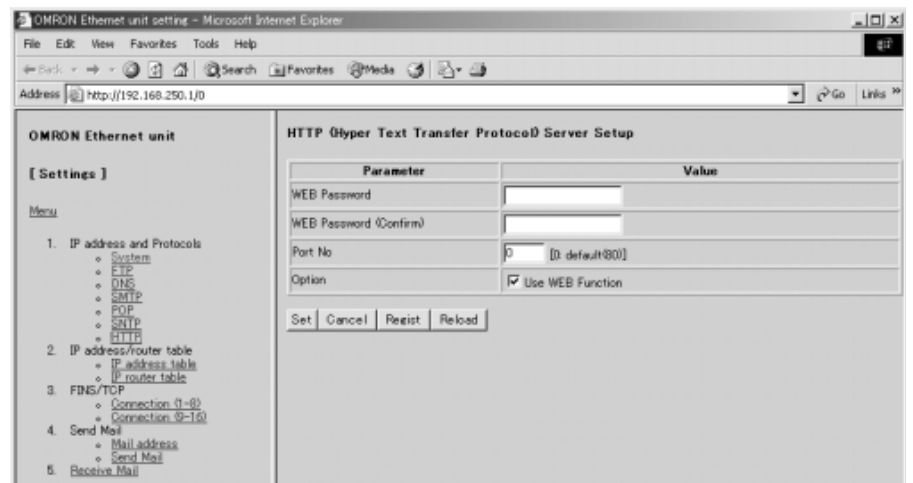 OMRON Ethernet unit setting - Microsoft Internet Explorer
File Edit View Favorites Tools Help
Back Search Favorites Media
Address http://192.168.250.1/0 Go Links »
OMRON Ethernet unit
[ Settings ]
Menu
1. IP address and Protocols
System
FTP
DNS
SMTP
POP
SNTP
HTTP
2. IP address/router table
IP address table
IP router table
3. FINS/TCP
Connection (1-8)
Connection (9-16)
4. Send Mail
Mail address
Send Mail
5. Receive Mail
HTTP (Hyper Text Transfer Protocol) Server Setup
Parameter Value
WEB Password
WEB Password (Confirm)
Port No 0 [0: default(80)]
Option Use WEB Function
Set Cancel Regist Reload